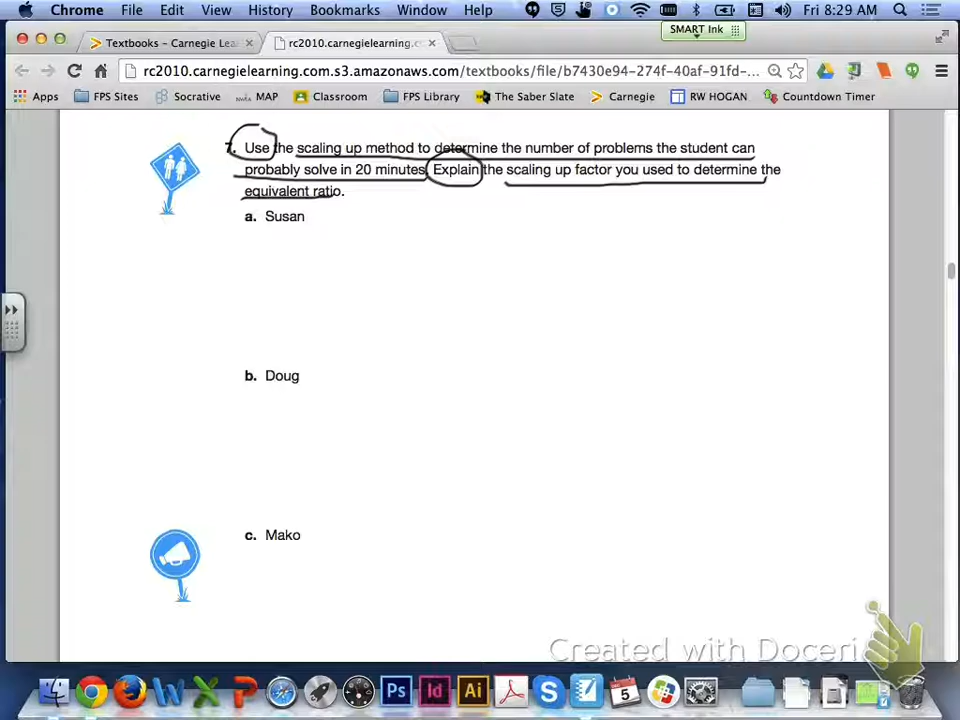 Chrome File Edit View History Bookmarks Window Help Fri 8:29 AM
SMART Ink
Textbooks - Carnegie Lea × rc2010.carnegielearning.c ×
rc2010.carnegielearning.com.s3.amazonaws.com/textbooks/file/b7430e94-274f-40af-91fd-...
Apps FPS Sites Socrative MAP Classroom FPS Library The Saber Slate Carnegie RW HOGAN Countdown Timer
7. Use the scaling up method to determine the number of problems the student can
probably solve in 20 minutes. Explain the scaling up factor you used to determine the
equivalent ratio.
a. Susan
b. Doug
c. Mako
Created with Doceri
W X P Ps Id Ai S 5